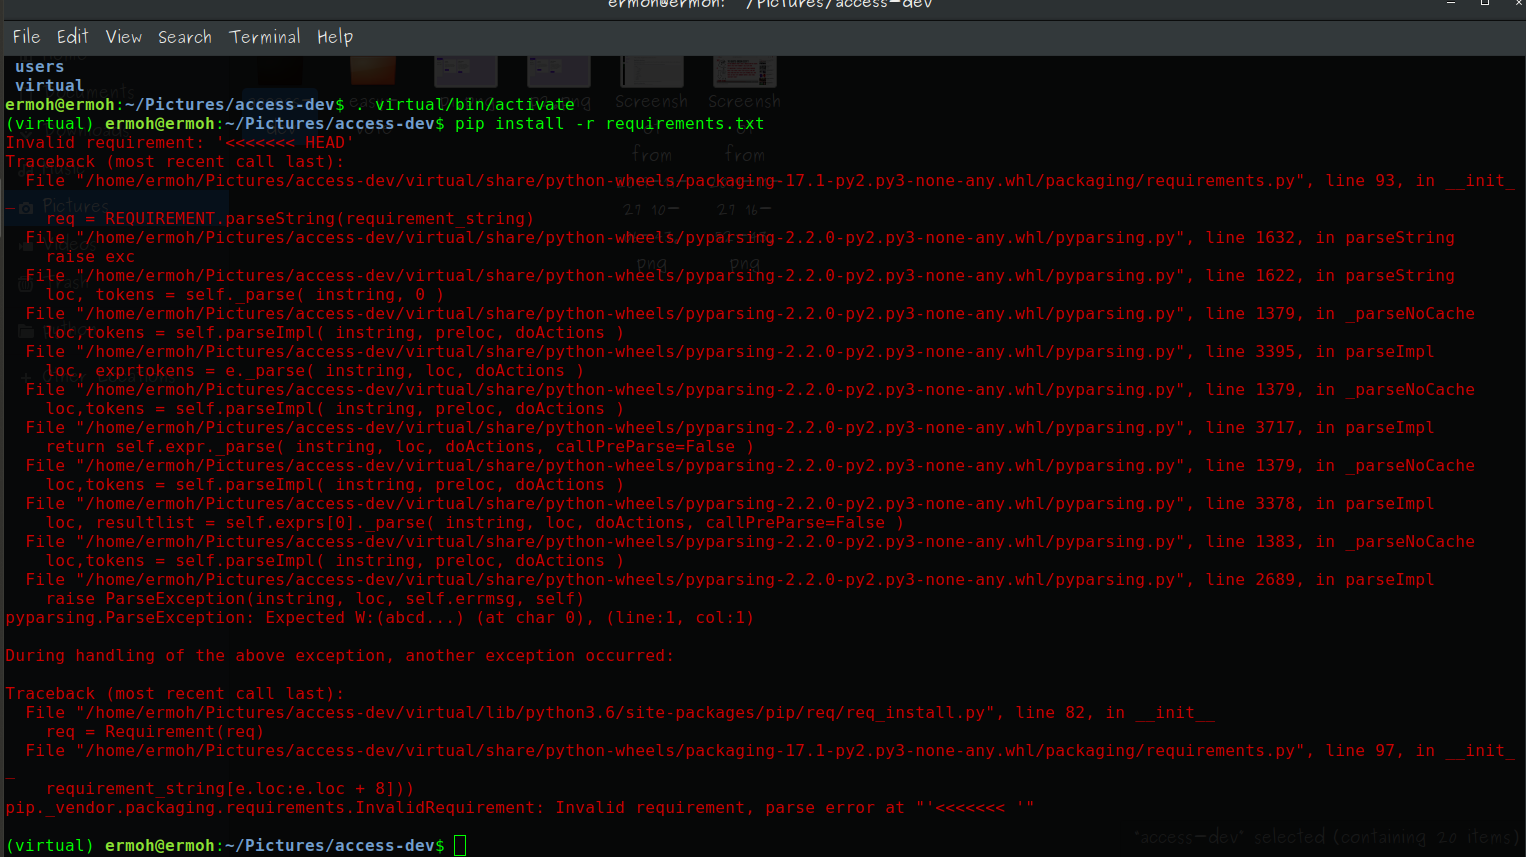 ermoh@ermoh: ~/Pictures/access-dev
File Edit View Search Terminal Help
users
virtual
ermoh@ermoh:~/Pictures/access-dev$ . virtual/bin/activate
(virtual) ermoh@ermoh:~/Pictures/access-dev$ pip install -r requirements.txt
Invalid requirement: '<<<<<<< HEAD'
Traceback (most recent call last):
  File "/home/ermoh/Pictures/access-dev/virtual/share/python-wheels/packaging-17.1-py2.py3-none-any.whl/packaging/requirements.py", line 93, in __init_
_
    req = REQUIREMENT.parseString(requirement_string)
  File "/home/ermoh/Pictures/access-dev/virtual/share/python-wheels/pyparsing-2.2.0-py2.py3-none-any.whl/pyparsing.py", line 1632, in parseString
    raise exc
  File "/home/ermoh/Pictures/access-dev/virtual/share/python-wheels/pyparsing-2.2.0-py2.py3-none-any.whl/pyparsing.py", line 1622, in parseString
    loc, tokens = self._parse( instring, 0 )
  File "/home/ermoh/Pictures/access-dev/virtual/share/python-wheels/pyparsing-2.2.0-py2.py3-none-any.whl/pyparsing.py", line 1379, in _parseNoCache
    loc,tokens = self.parseImpl( instring, preloc, doActions )
  File "/home/ermoh/Pictures/access-dev/virtual/share/python-wheels/pyparsing-2.2.0-py2.py3-none-any.whl/pyparsing.py", line 3395, in parseImpl
    loc, exprtokens = e._parse( instring, loc, doActions )
  File "/home/ermoh/Pictures/access-dev/virtual/share/python-wheels/pyparsing-2.2.0-py2.py3-none-any.whl/pyparsing.py", line 1379, in _parseNoCache
    loc,tokens = self.parseImpl( instring, preloc, doActions )
  File "/home/ermoh/Pictures/access-dev/virtual/share/python-wheels/pyparsing-2.2.0-py2.py3-none-any.whl/pyparsing.py", line 3717, in parseImpl
    return self.expr._parse( instring, loc, doActions, callPreParse=False )
  File "/home/ermoh/Pictures/access-dev/virtual/share/python-wheels/pyparsing-2.2.0-py2.py3-none-any.whl/pyparsing.py", line 1379, in _parseNoCache
    loc,tokens = self.parseImpl( instring, preloc, doActions )
  File "/home/ermoh/Pictures/access-dev/virtual/share/python-wheels/pyparsing-2.2.0-py2.py3-none-any.whl/pyparsing.py", line 3378, in parseImpl
    loc, resultlist = self.exprs[0]._parse( instring, loc, doActions, callPreParse=False )
  File "/home/ermoh/Pictures/access-dev/virtual/share/python-wheels/pyparsing-2.2.0-py2.py3-none-any.whl/pyparsing.py", line 1383, in _parseNoCache
    loc,tokens = self.parseImpl( instring, preloc, doActions )
  File "/home/ermoh/Pictures/access-dev/virtual/share/python-wheels/pyparsing-2.2.0-py2.py3-none-any.whl/pyparsing.py", line 2689, in parseImpl
    raise ParseException(instring, loc, self.errmsg, self)
pyparsing.ParseException: Expected W:(abcd...) (at char 0), (line:1, col:1)
During handling of the above exception, another exception occurred:
Traceback (most recent call last):
  File "/home/ermoh/Pictures/access-dev/virtual/lib/python3.6/site-packages/pip/req/req_install.py", line 82, in __init__
    req = Requirement(req)
  File "/home/ermoh/Pictures/access-dev/virtual/share/python-wheels/packaging-17.1-py2.py3-none-any.whl/packaging/requirements.py", line 97, in __init_
_
    requirement_string[e.loc:e.loc + 8]))
pip._vendor.packaging.requirements.InvalidRequirement: Invalid requirement, parse error at "'<<<<<<< '"
"access-dev" selected (containing 20 items)
(virtual) ermoh@ermoh:~/Pictures/access-dev$